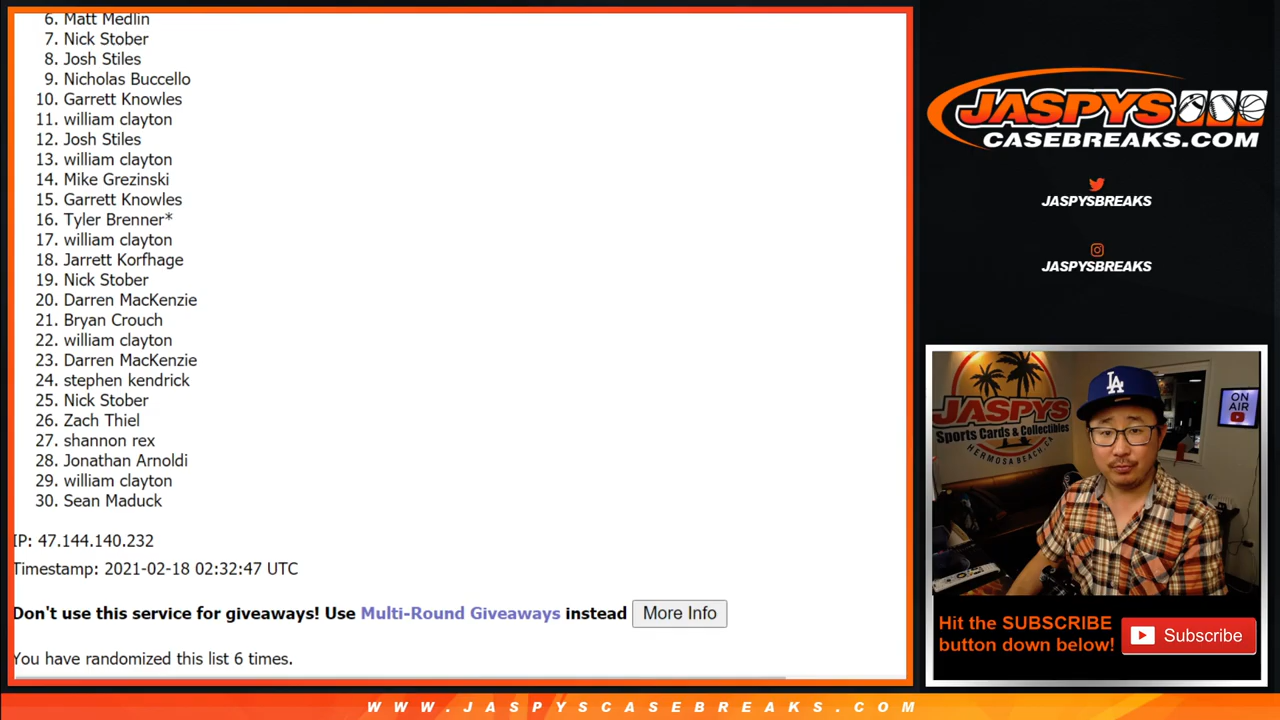 6. Matt Medlin
7. Nick Stober
8. Josh Stiles
9. Nicholas Buccello
10. Garrett Knowles
11. william clayton
12. Josh Stiles
13. william clayton
14. Mike Grezinski
15. Garrett Knowles
16. Tyler Brenner*
17. william clayton
18. Jarrett Korfhage
19. Nick Stober
20. Darren MacKenzie
21. Bryan Crouch
22. william clayton
23. Darren MacKenzie
24. stephen kendrick
25. Nick Stober
26. Zach Thiel
27. shannon rex
28. Jonathan Arnoldi
29. william clayton
30. Sean Maduck
IP: 47.144.140.232
Timestamp: 2021-02-18 02:32:47 UTC
Don't use this service for giveaways! Use Multi-Round Giveaways instead More Info
You have randomized this list 6 times.
JASPYS
CASEBREAKS.COM
JASPYSBREAKS
JASPYSBREAKS
JASPYS
Sports Cards & Collectibles
HERMOSA BEACH, CA
LA
ON
AIR
Hit the SUBSCRIBE
button down below!
Subscribe
WWW.JASPYSCASEBREAKS.COM